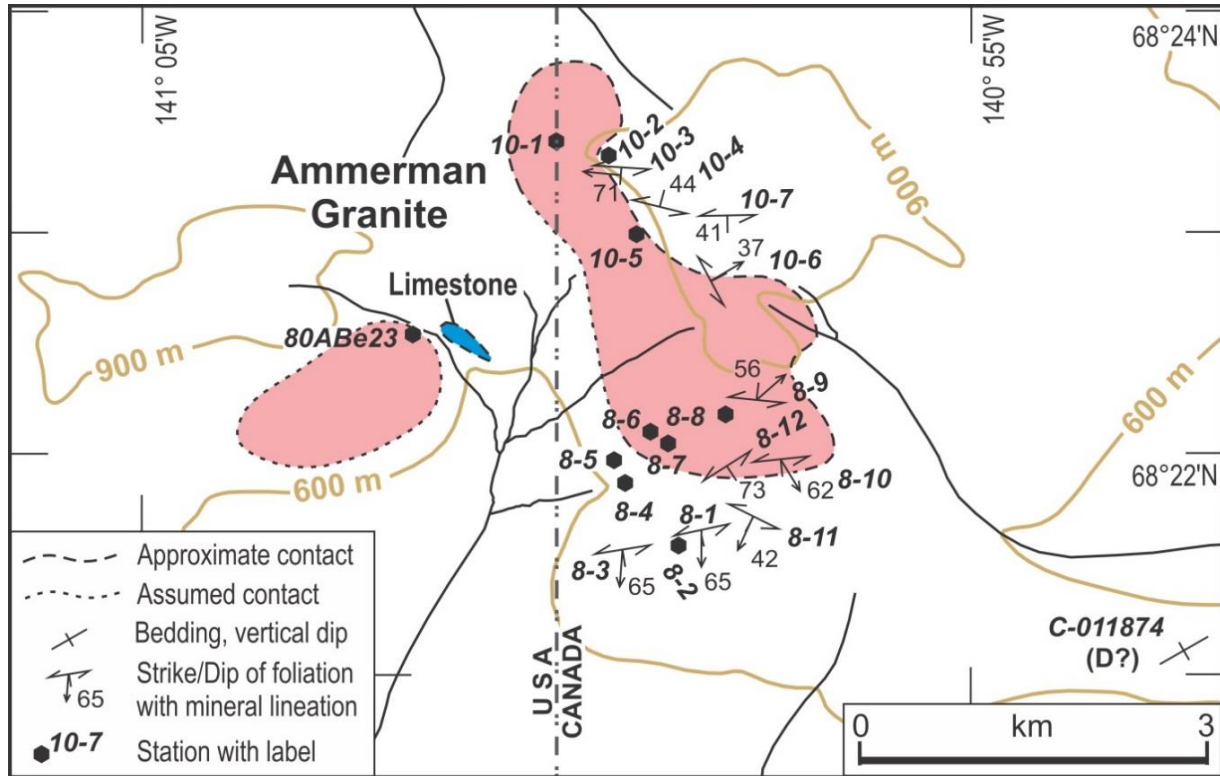 141° 05'W
140° 55'W
68°24'N
10-1
10-2
10-3
10-4
Ammerman
Granite
71
44
10-7
41
37
10-5
10-6
900 m
Limestone
80ABe23
900 m
56
8-9
600 m
8-6
8-8
8-12
8-5
8-7
68°22'N
600 m
73
62
8-10
8-4
8-1
8-11
42
8-3
65
8-2
65
U S A
CANADA
C-011874
(D?)
Approximate contact
Assumed contact
Bedding, vertical dip
Strike/Dip of foliation
65
with mineral lineation
10-7
Station with label
0
km
3